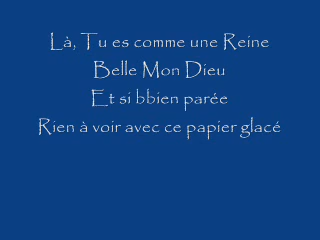 Là, Tu es comme une Reine
Belle Mon Dieu
Et si bbien parée
Rien à voir avec ce papier glacé